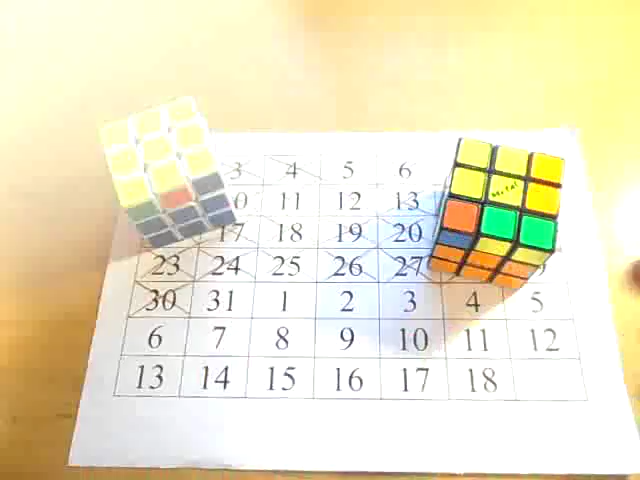 3 4 5 6
0 11 12 13
17 18 19 20
23 24 25 26 27
30 31 1 2 3 4 5
6 7 8 9 10 11 12
13 14 15 16 17 18